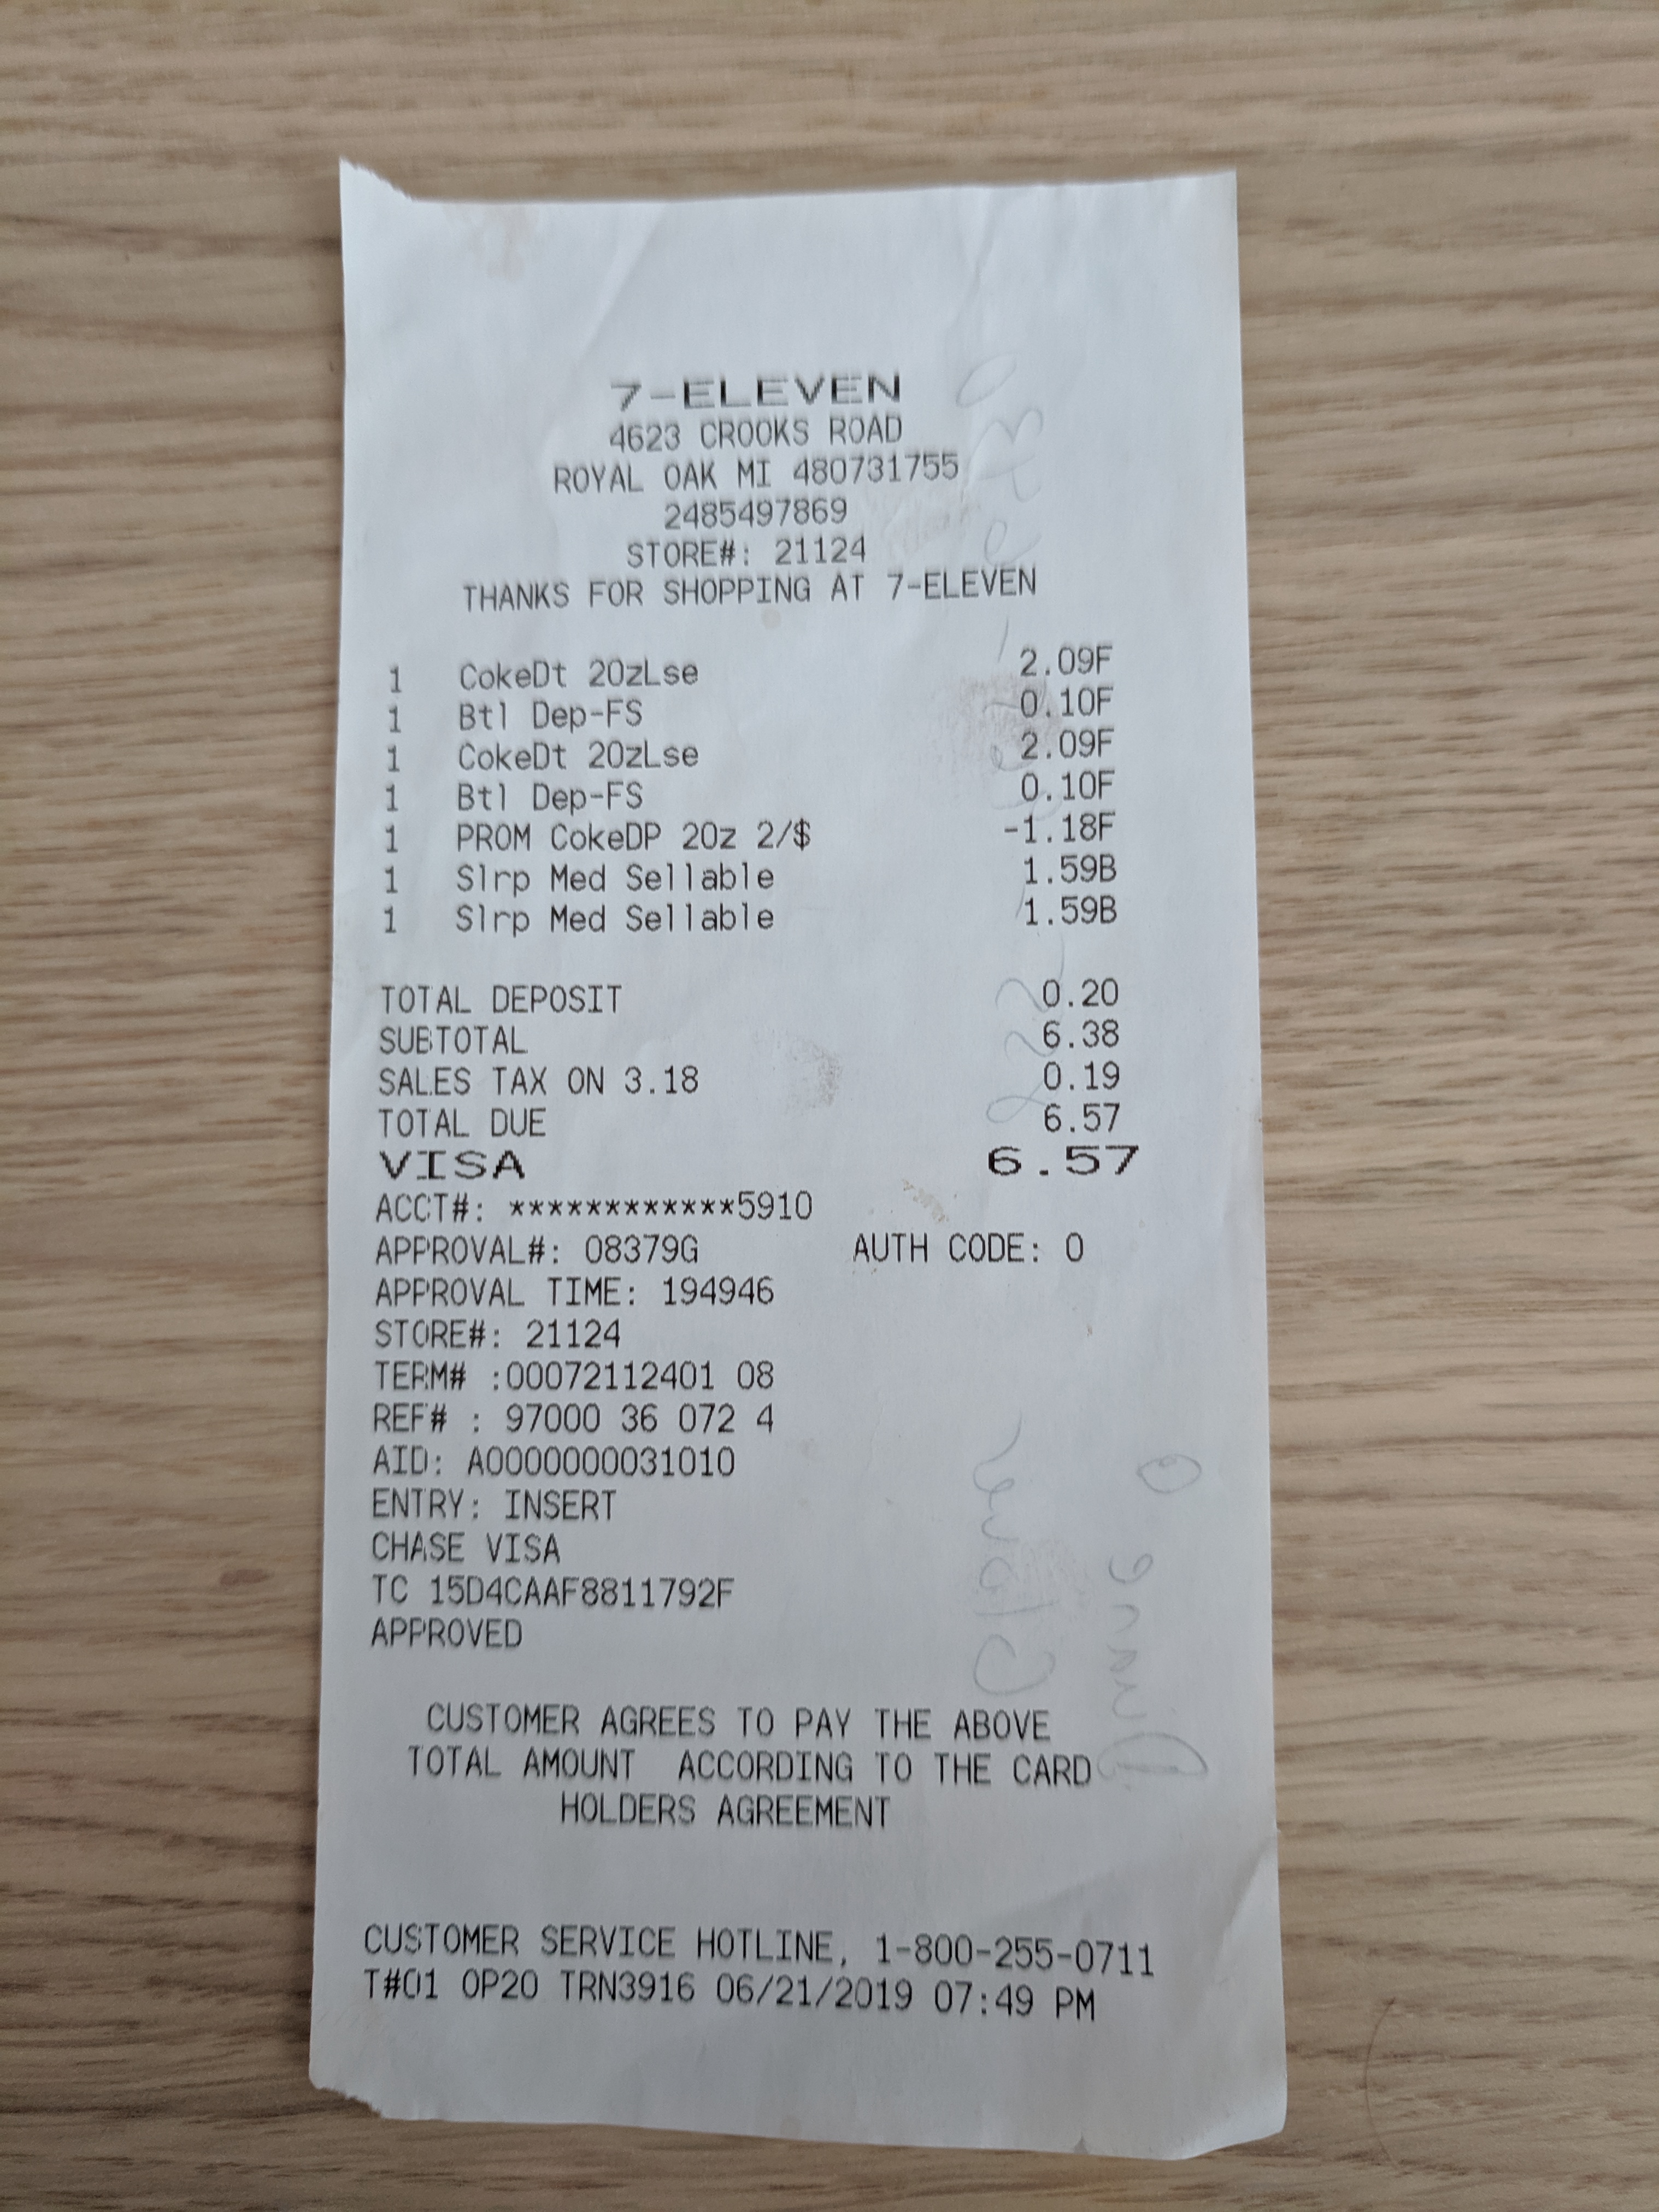 7-ELEVEN
4623 CROOKS ROAD
ROYAL OAK MI 480731755
2485497869
STORE#: 21124
THANKS FOR SHOPPING AT 7-ELEVEN
1 CokeDt 20zLse 2.09F
1 Btl Dep-FS 0.10F
1 CokeDt 20zLse 2.09F
1 Btl Dep-FS 0.10F
1 PROM CokeDP 20z 2/$ -1.18F
1 Slrp Med Sellable 1.59B
1 Slrp Med Sellable 1.59B
TOTAL DEPOSIT 0.20
SUBTOTAL 6.38
SALES TAX ON 3.18 0.19
TOTAL DUE 6.57
VISA 6.57
ACCT#: ************5910
APPROVAL#: 08379G AUTH CODE: 0
APPROVAL TIME: 194946
STORE#: 21124
TERM# :00072112401 08
REF# : 97000 36 072 4
AID: A0000000031010
ENTRY: INSERT
CHASE VISA
TC 15D4CAAF8811792F
APPROVED
CUSTOMER AGREES TO PAY THE ABOVE
TOTAL AMOUNT ACCORDING TO THE CARD
HOLDERS AGREEMENT
CUSTOMER SERVICE HOTLINE, 1-800-255-0711
T#01 OP20 TRN3916 06/21/2019 07:49 PM